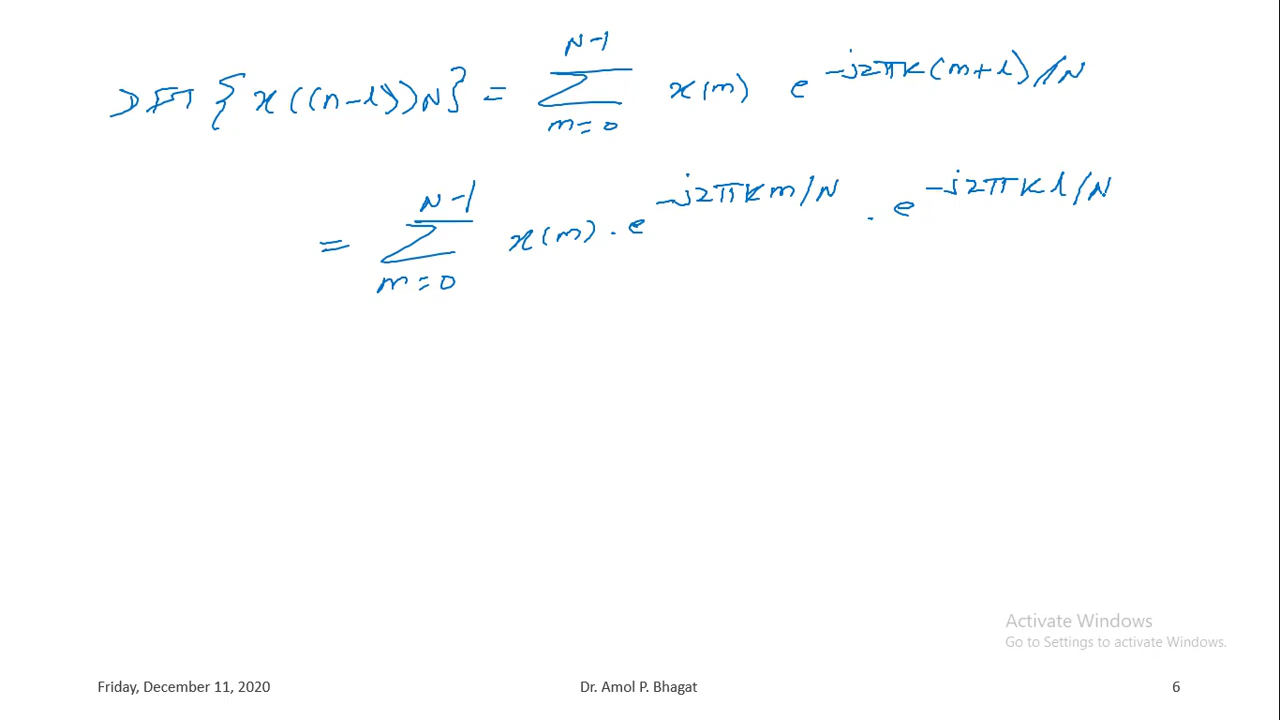 DFT {x((n-l))N} = N-1 ∑ m=0 x(m) e^-j2πk(m+l)/N
= N-1 ∑ m=0 x(m) . e^-j2πkm/N . e^-j2πkl/N
Activate Windows
Go to Settings to activate Windows.
Friday, December 11, 2020 Dr. Amol P. Bhagat 6